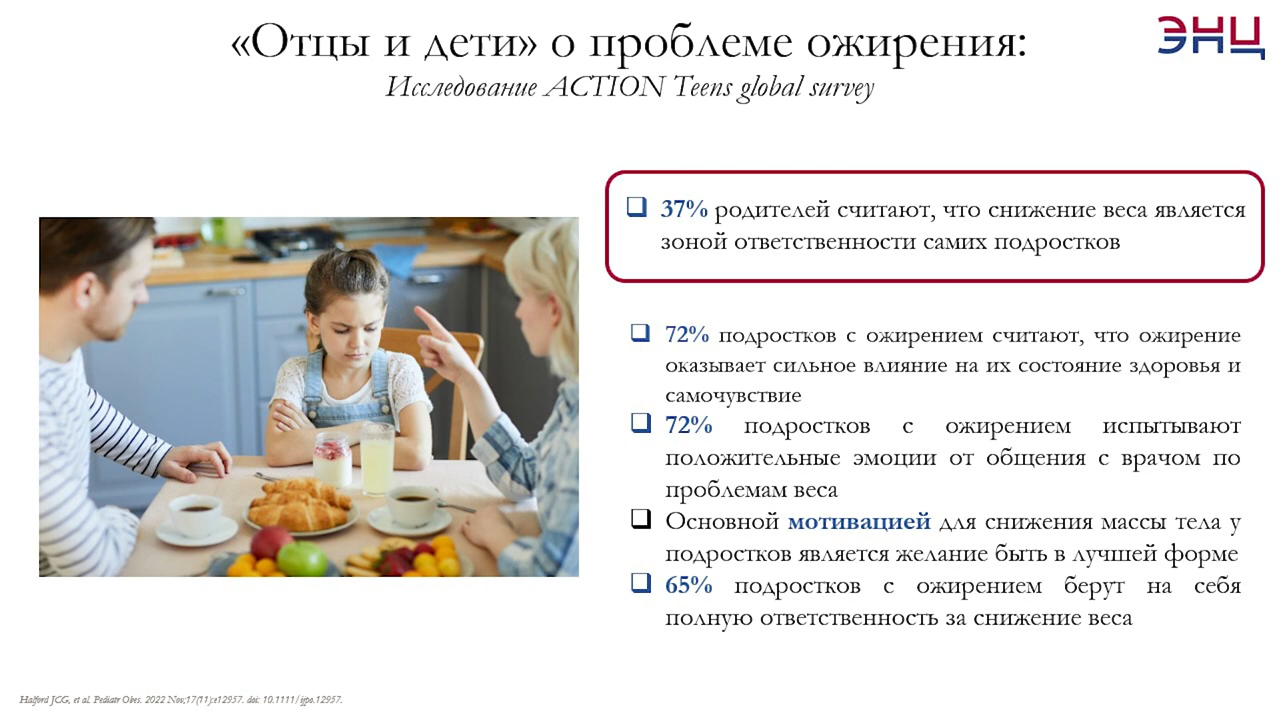 «Отцы и дети» о проблеме ожирения:
ЭНЦ
Исследование ACTION Teens global survey
37% родителей считают, что снижение веса является
зоной ответственности самих подростков
72% подростков с ожирением считают, что ожирение
оказывает сильное влияние на их состояние здоровья и
самочувствие
72% подростков с ожирением испытывают
положительные эмоции от общения с врачом по
проблемам веса
Основной мотивацией для снижения массы тела у
подростков является желание быть в лучшей форме
65% подростков с ожирением берут на себя
полную ответственность за снижение веса
Halford JCG, et al. Pediatr Obes. 2022 Nov;17(11):e12957. doi: 10.1111/ijpo.12957.